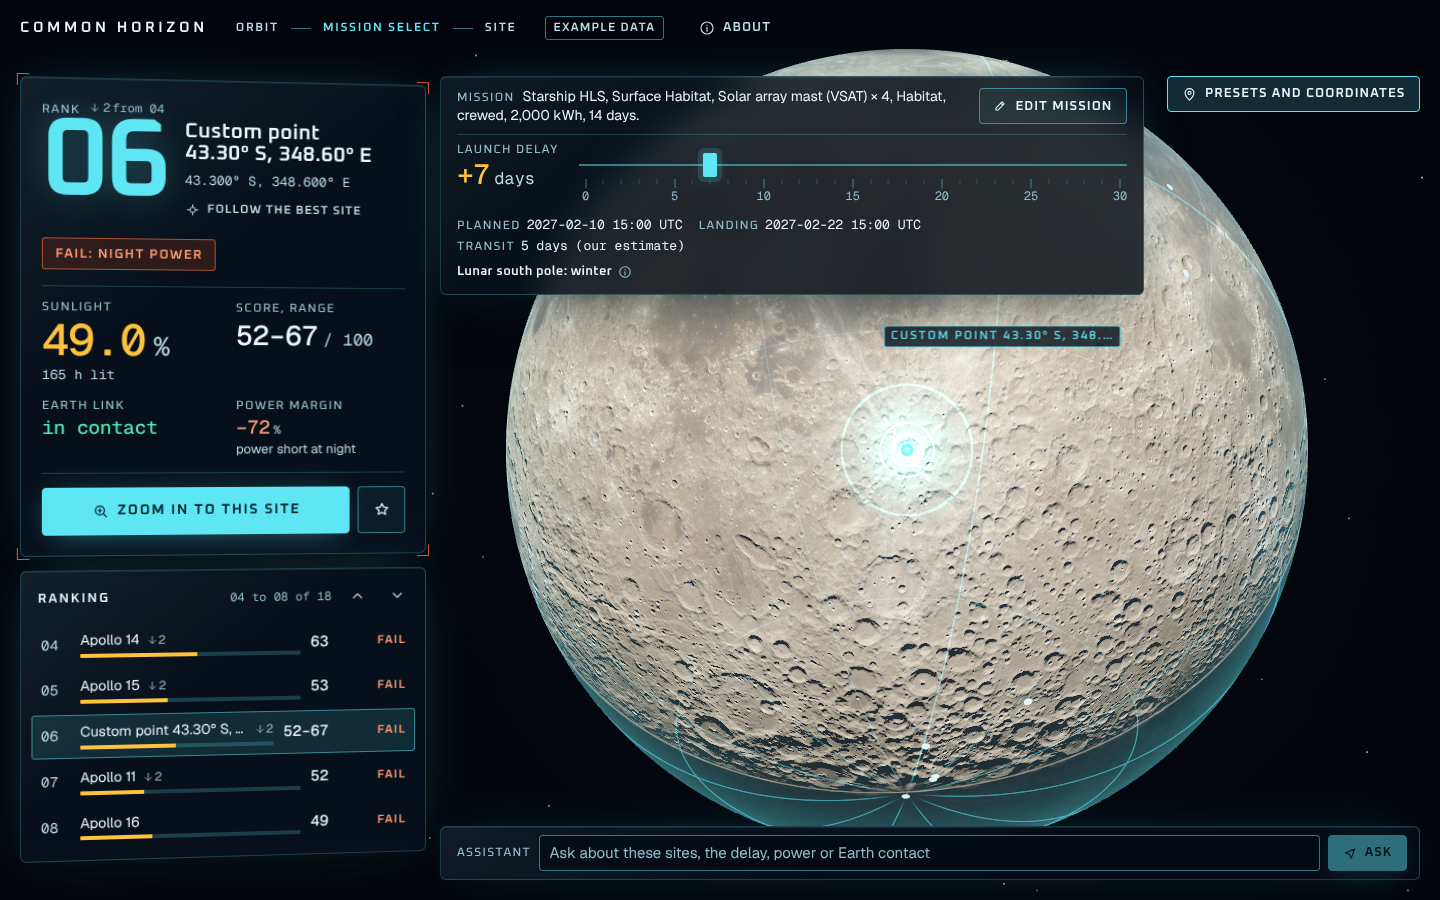 COMMON HORIZON
ORBIT
MISSION SELECT
SITE
EXAMPLE DATA
ABOUT
RANK ↓2 from 04
06
Custom point
43.30° S, 348.60° E
43.300° S, 348.600° E
FOLLOW THE BEST SITE
FAIL: NIGHT POWER
SUNLIGHT
49.0 %
165 h lit
SCORE, RANGE
52–67 / 100
EARTH LINK
in contact
POWER MARGIN
−72 %
power short at night
ZOOM IN TO THIS SITE
RANKING
04 to 08 of 18
04 Apollo 14 ↓2 63 FAIL
05 Apollo 15 ↓2 53 FAIL
06 Custom point 43.30° S, … ↓2 52–67 FAIL
07 Apollo 11 ↓2 52 FAIL
08 Apollo 16 49 FAIL
MISSION Starship HLS, Surface Habitat, Solar array mast (VSAT) × 4, Habitat,
crewed, 2,000 kWh, 14 days.
EDIT MISSION
LAUNCH DELAY
+7 days
0 5 10 15 20 25 30
PLANNED 2027-02-10 15:00 UTC LANDING 2027-02-22 15:00 UTC
TRANSIT 5 days (our estimate)
Lunar south pole: winter
PRESETS AND COORDINATES
CUSTOM POINT 43.30° S, 348.…
ASSISTANT
Ask about these sites, the delay, power or Earth contact
ASK